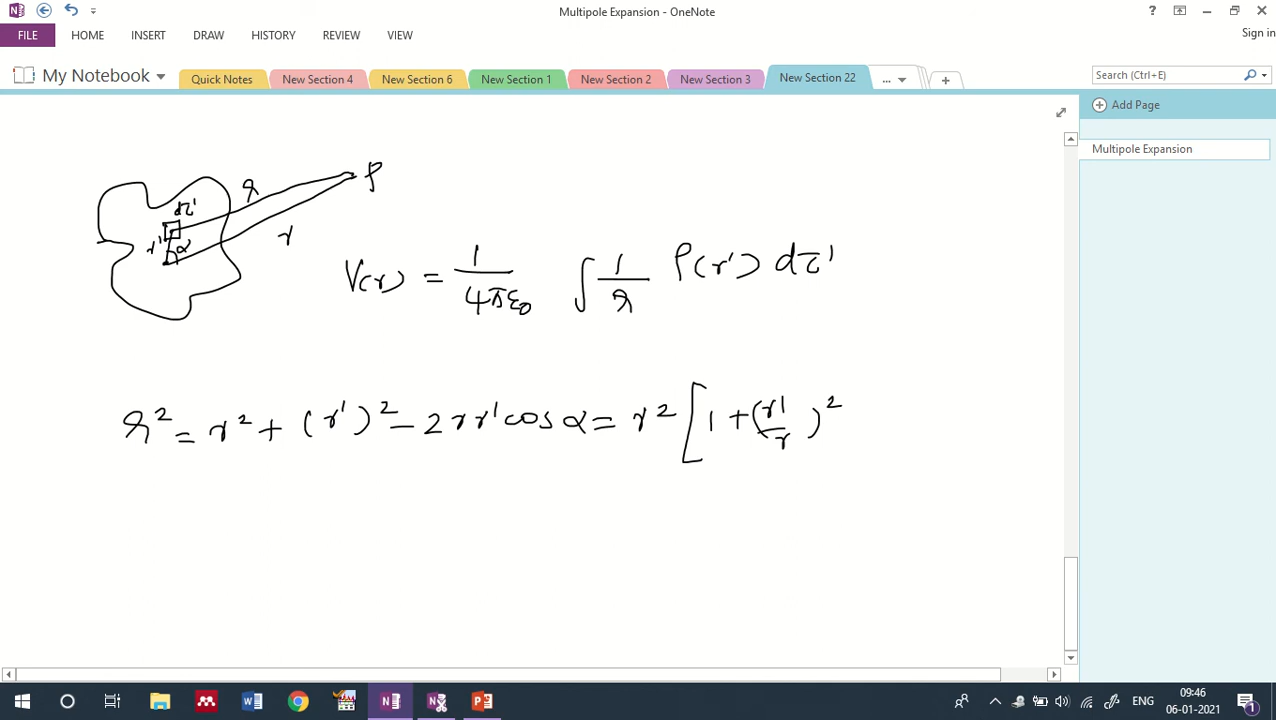 Multipole Expansion - OneNote
?
Sign in
FILE HOME INSERT DRAW HISTORY REVIEW VIEW
My Notebook
Quick Notes New Section 4 New Section 6 New Section 1 New Section 2 New Section 3 New Section 22 ... +
Search (Ctrl+E)
Add Page
Multipole Expansion
𝓇 P
dτ'
r' α r
V(r) = 1/4πε₀ ∫ 1/𝓇 ρ(r') dτ'
𝓇² = r² + (r')² - 2rr' cos α = r² [1 + (r'/r)²
W N N P
ENG
09:46
06-01-2021
1